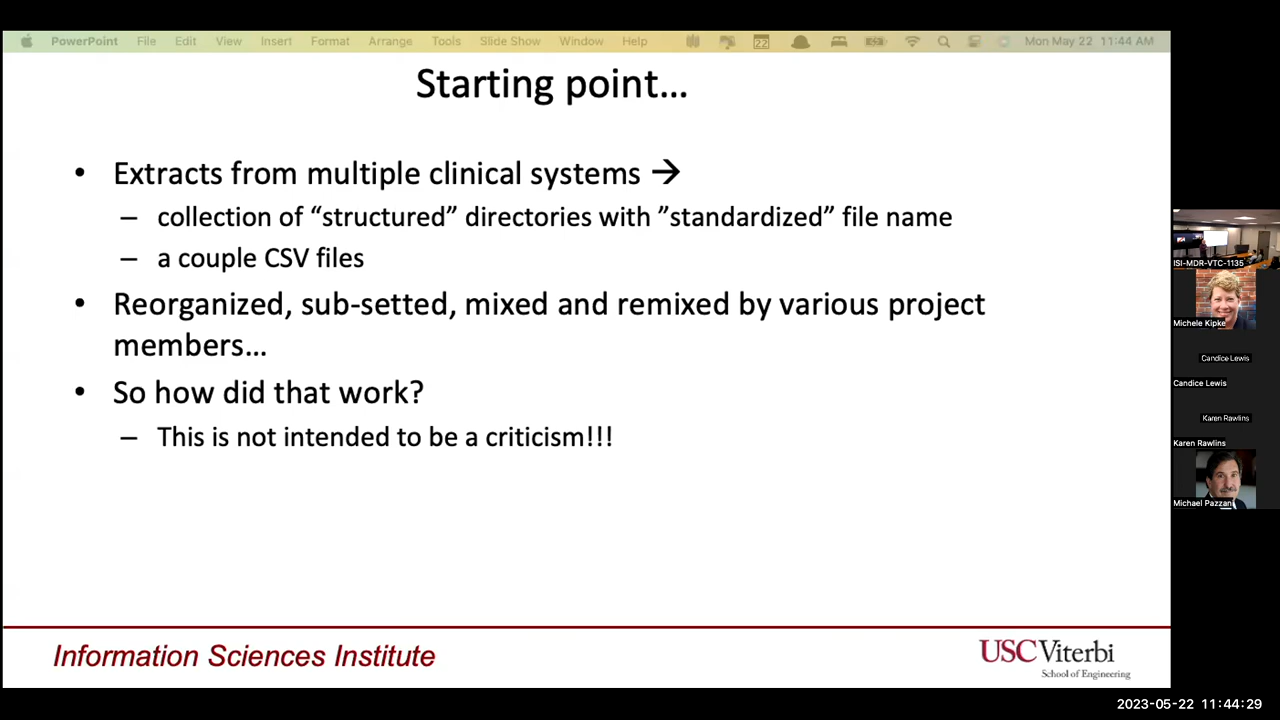 PowerPoint File Edit View Insert Format Arrange Tools Slide Show Window Help 22 Mon May 22 11:44 AM
Starting point...
• Extracts from multiple clinical systems →
– collection of “structured” directories with ”standardized” file name
– a couple CSV files
• Reorganized, sub-setted, mixed and remixed by various project
members...
• So how did that work?
– This is not intended to be a criticism!!!
Information Sciences Institute
USC Viterbi
School of Engineering
ISI-MDR-VTC-1135
Michele Kipke
Candice Lewis
Candice Lewis
Karen Rawlins
Karen Rawlins
Michael Pazzani
2023-05-22 11:44:29